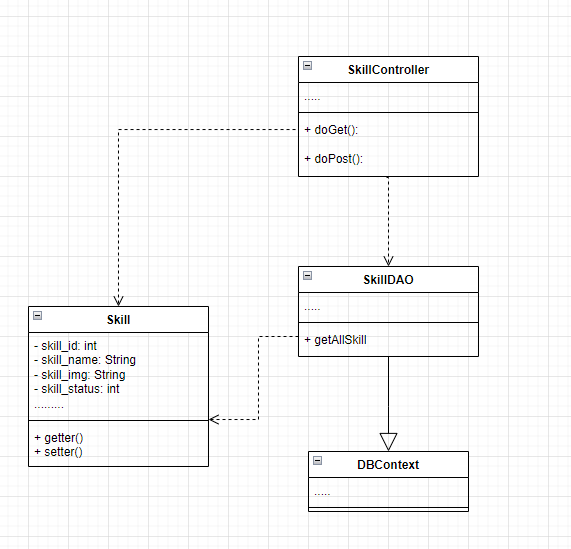 SkillController
.....
+ doGet():
+ doPost():
SkillDAO
.....
+ getAllSkill
Skill
- skill_id: int
- skill_name: String
- skill_img: String
- skill_status: int
.........
+ getter()
+ setter()
DBContext
.....